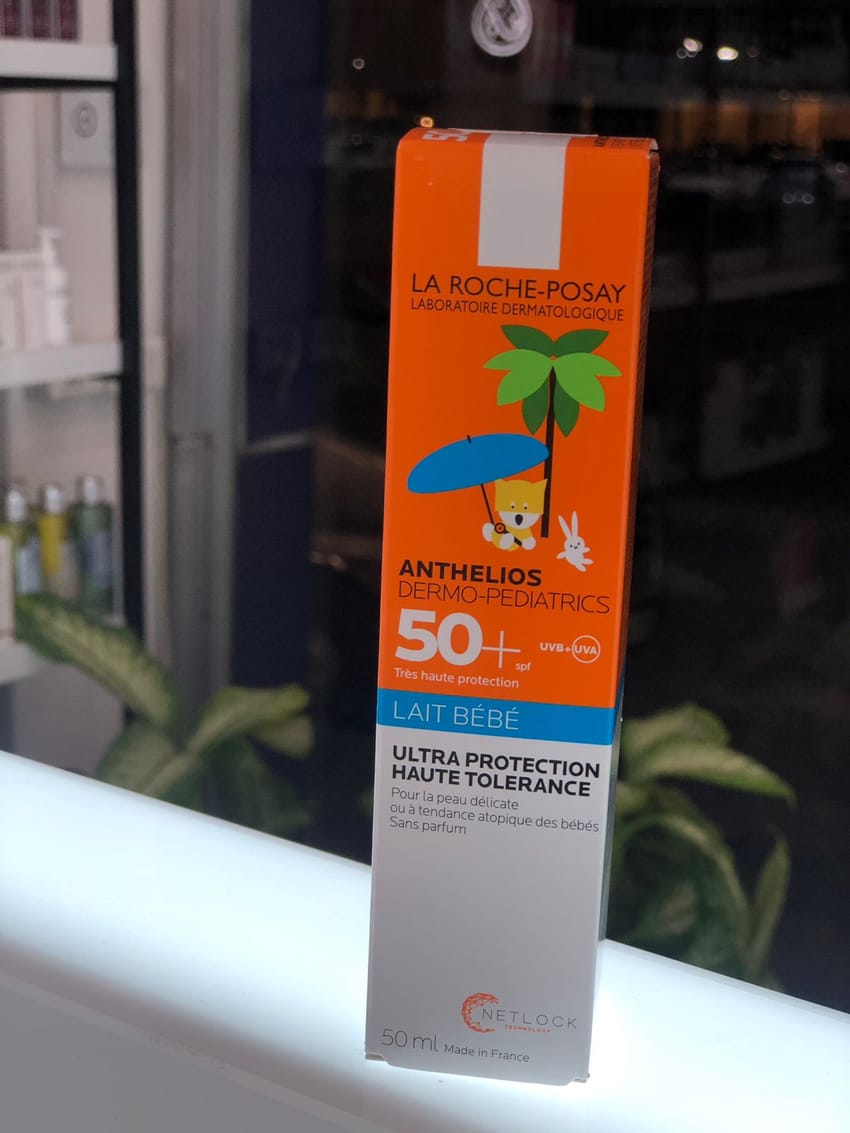 LA ROCHE-POSAY
LABORATOIRE DERMATOLOGIQUE
ANTHELIOS
DERMO-PEDIATRICS
50+ spf UVB+UVA
Très haute protection
LAIT BÉBÉ
ULTRA PROTECTION
HAUTE TOLERANCE
Pour la peau délicate
ou à tendance atopique des bébés
Sans parfum
NETLOCK
TECHNOLOGY
50 ml Made in France